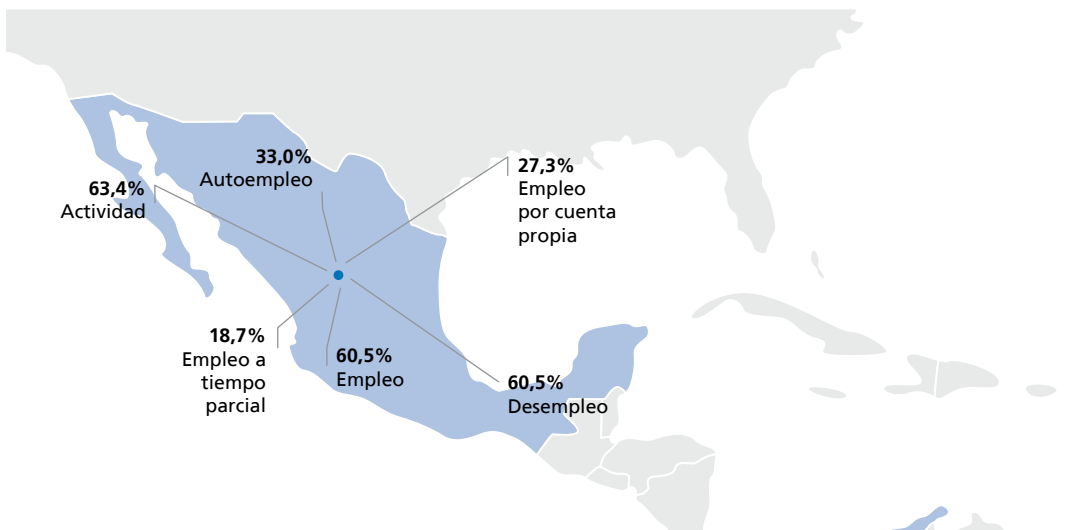 33,0%
Autoempleo
63,4%
Actividad
27,3%
Empleo
por cuenta
propia
18,7%
Empleo a
tiempo
parcial
60,5%
Empleo
60,5%
Desempleo